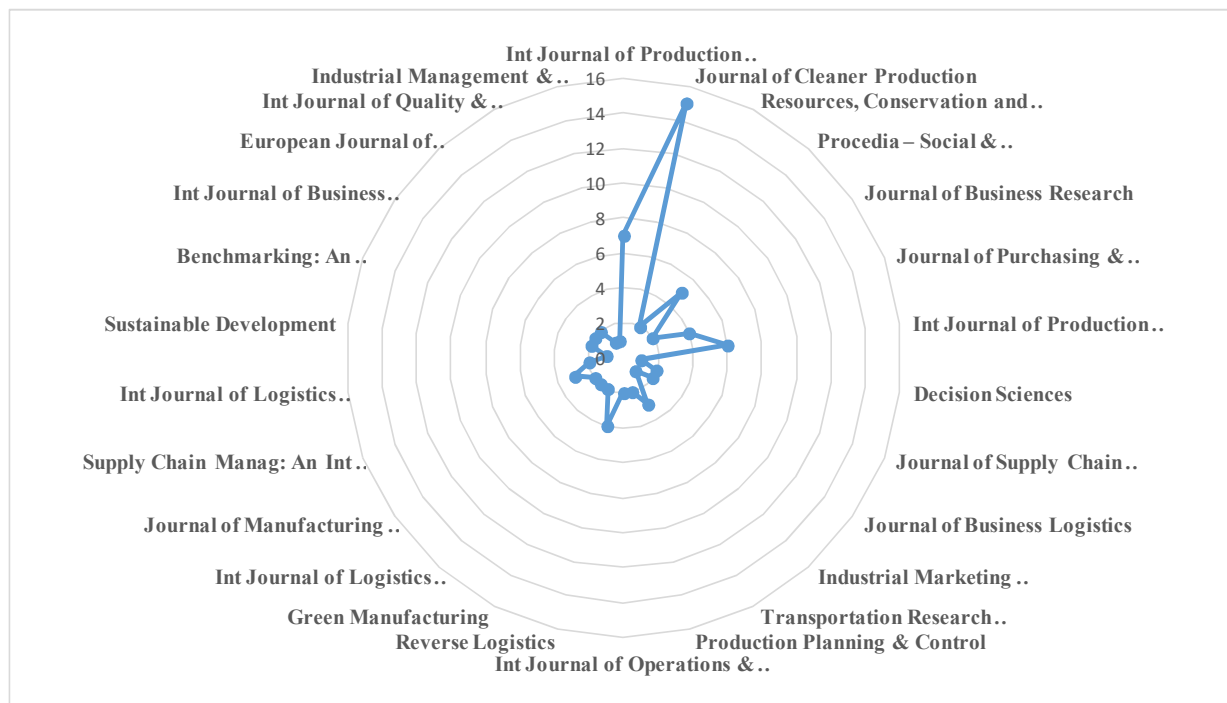 Int Journal of Production ..
Journal of Cleaner Production
Resources, Conservation and ..
Procedia – Social & ..
Journal of Business Research
Journal of Purchasing & ..
Int Journal of Production ..
Decision Sciences
Journal of Supply Chain ..
Journal of Business Logistics
Industrial Marketing ..
Transportation Research ..
Production Planning & Control
Int Journal of Operations & ..
Reverse Logistics
Green Manufacturing
Int Journal of Logistics ..
Journal of Manufacturing ..
Supply Chain Manag: An Int ..
Int Journal of Logistics ..
Sustainable Development
Benchmarking: An ..
Int Journal of Business ..
European Journal of ..
Int Journal of Quality & ..
Industrial Management & ..
16
14
12
10
8
6
4
2
0